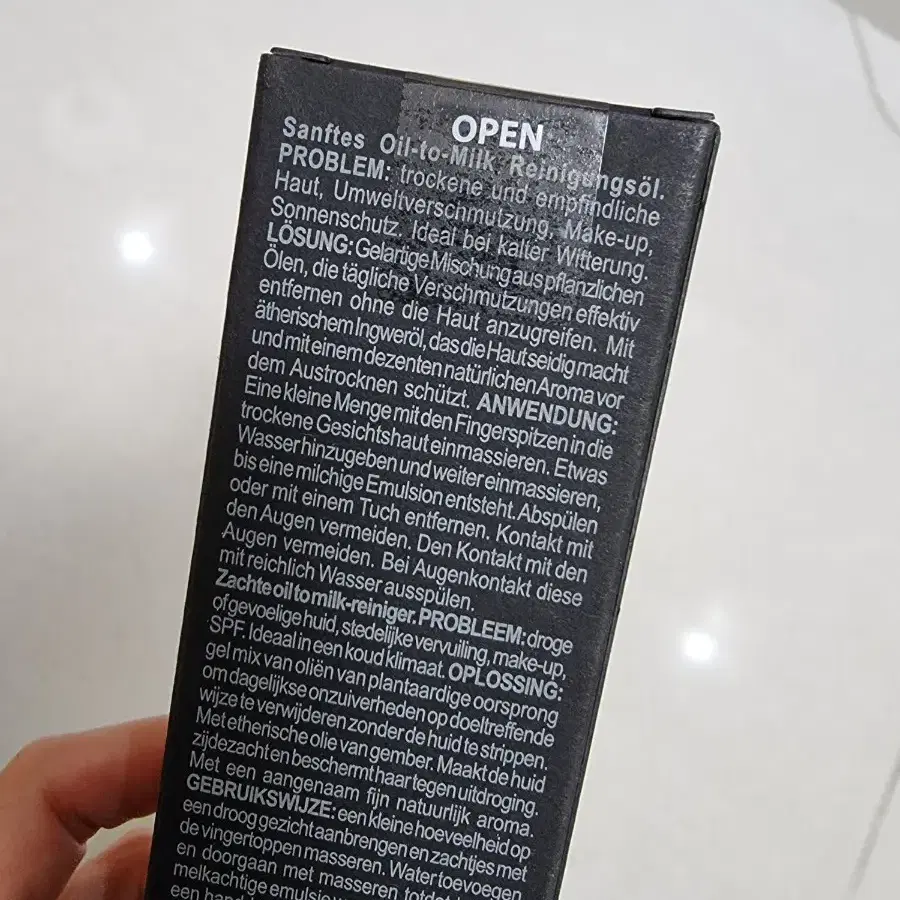 OPEN
Sanftes Oil-to-Milk Reinigungsöl.
PROBLEM: trockene und empfindliche
Haut, Umweltverschmutzung, Make-up,
Sonnenschutz. Ideal bei kalter Witterung.
LÖSUNG: Gelartige Mischung aus pflanzlichen
Ölen, die tägliche Verschmutzungen effektiv
entfernen ohne die Haut anzugreifen. Mit
ätherischem Ingweröl, das die Haut seidig macht
und mit einem dezenten natürlichen Aroma vor
dem Austrocknen schützt. ANWENDUNG:
Eine kleine Menge mit den Fingerspitzen in die
trockene Gesichtshaut einmassieren. Etwas
Wasser hinzugeben und weiter einmassieren,
bis eine milchige Emulsion entsteht. Abspülen
oder mit einem Tuch entfernen. Kontakt mit
den Augen vermeiden. Den Kontakt mit den
Augen vermeiden. Bei Augenkontakt diese
mit reichlich Wasser ausspülen.
Zachte oil to milk-reiniger. PROBLEEM: droge
of gevoelige huid, stedelijke vervuiling, make-up,
SPF. Ideaal in een koud klimaat. OPLOSSING:
gel mix van oliën van plantaardige oorsprong
om dagelijkse onzuiverheden op doeltreffende
wijze te verwijderen zonder de huid te strippen.
Met etherische olie van gember. Maakt de huid
zijdezacht en beschermt haar tegen uitdroging.
Met een aangenaam fijn natuurlijk aroma.
GEBRUIKSWIJZE: een kleine hoeveelheid op
een droog gezicht aanbrengen en zachtjes met
de vingertoppen masseren. Water toevoegen
en doorgaan met masseren totdat
melkachtige emulsie
een